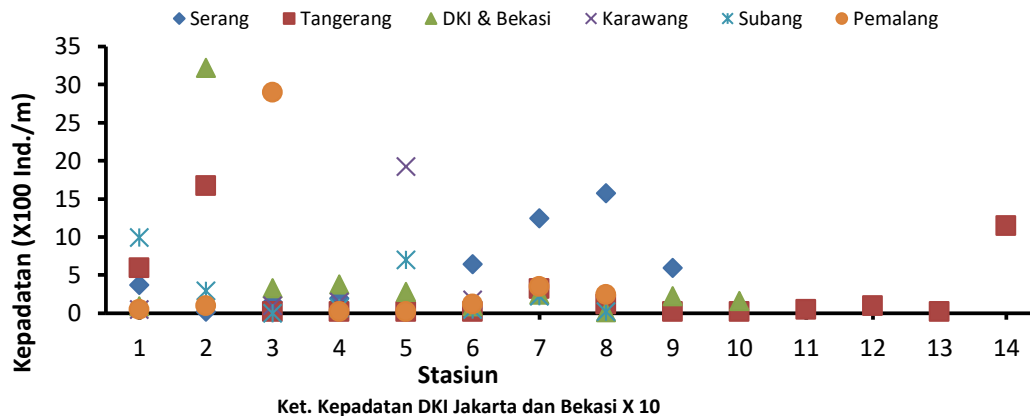 Serang Tangerang DKI & Bekasi Karawang Subang Pemalang
Kepadatan (X100 Ind./m)
35
30
25
20
15
10
5
0
1 2 3 4 5 6 7 8 9 10 11 12 13 14
Stasiun
Ket. Kepadatan DKI Jakarta dan Bekasi X 10